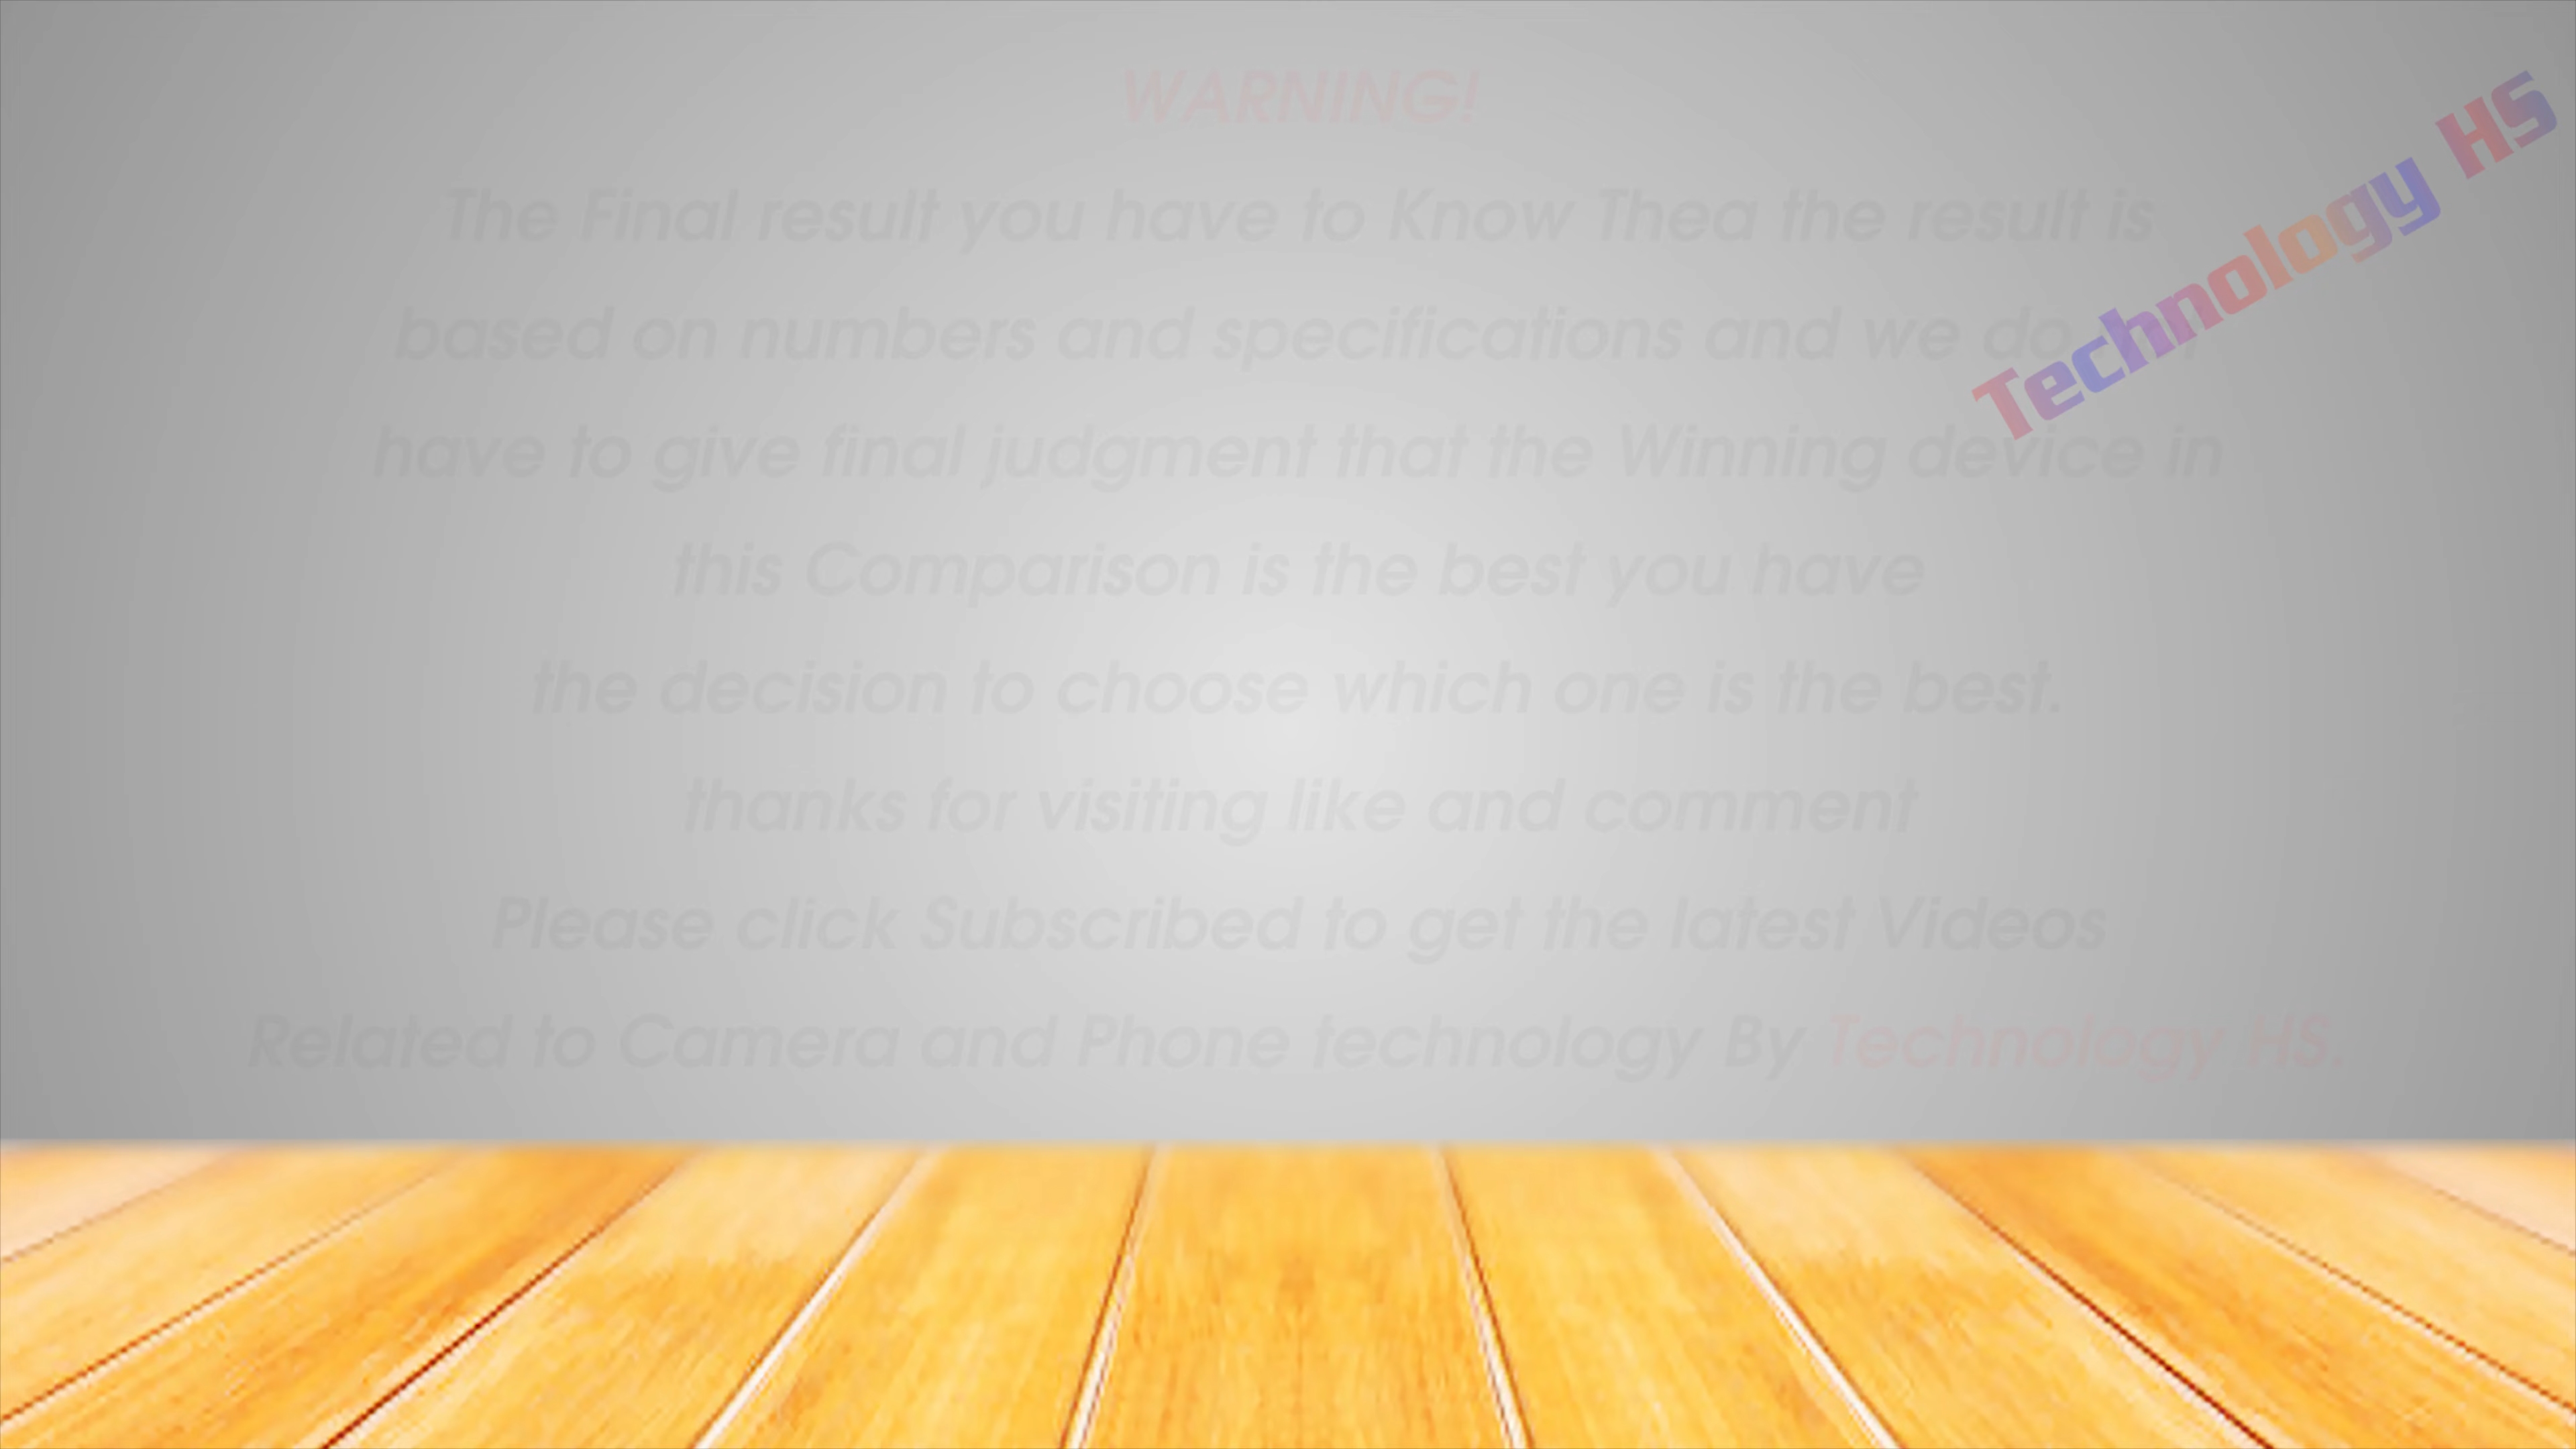 WARNING!
The Final result you have to Know Thea the result is
based on numbers and specifications and we do
have to give final judgment that the Winning device in
this Comparison is the best you have
the decision to choose which one is the best.
thanks for visiting like and comment
Please click Subscribed to get the latest Videos
Related to Camera and Phone technology By Technology HS.
Technology HS